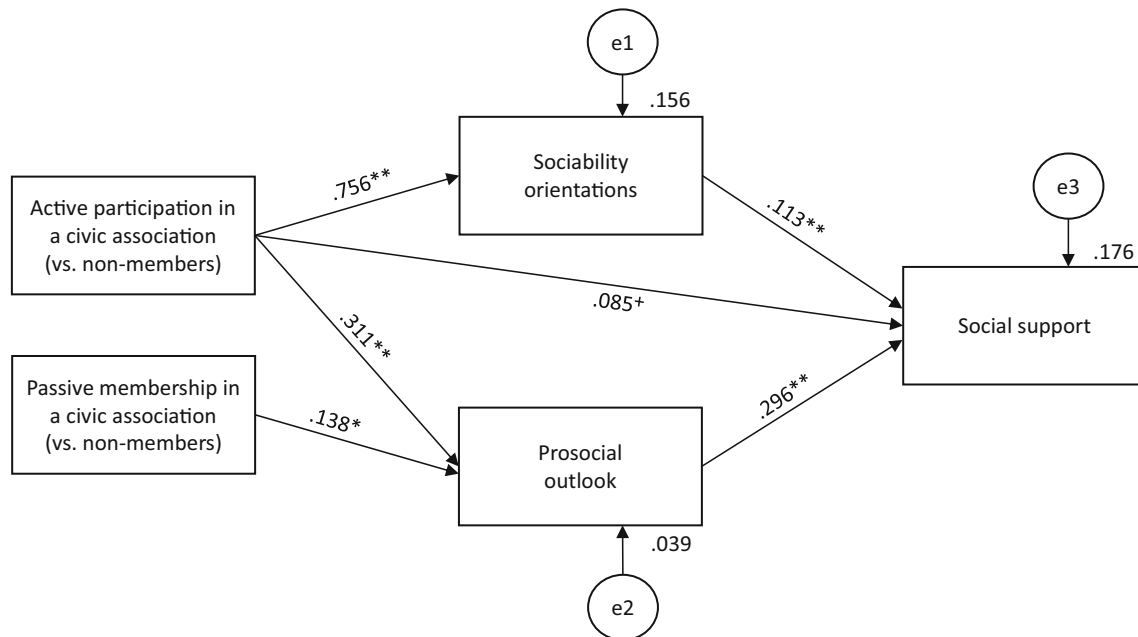 e1
.156
Sociability
orientations
e3
.176
Active participation in
a civic association
(vs. non-members)
.756**
.113**
.085+
Social support
.311**
Passive membership in
a civic association
(vs. non-members)
.138*
.296**
Prosocial
outlook
.039
e2